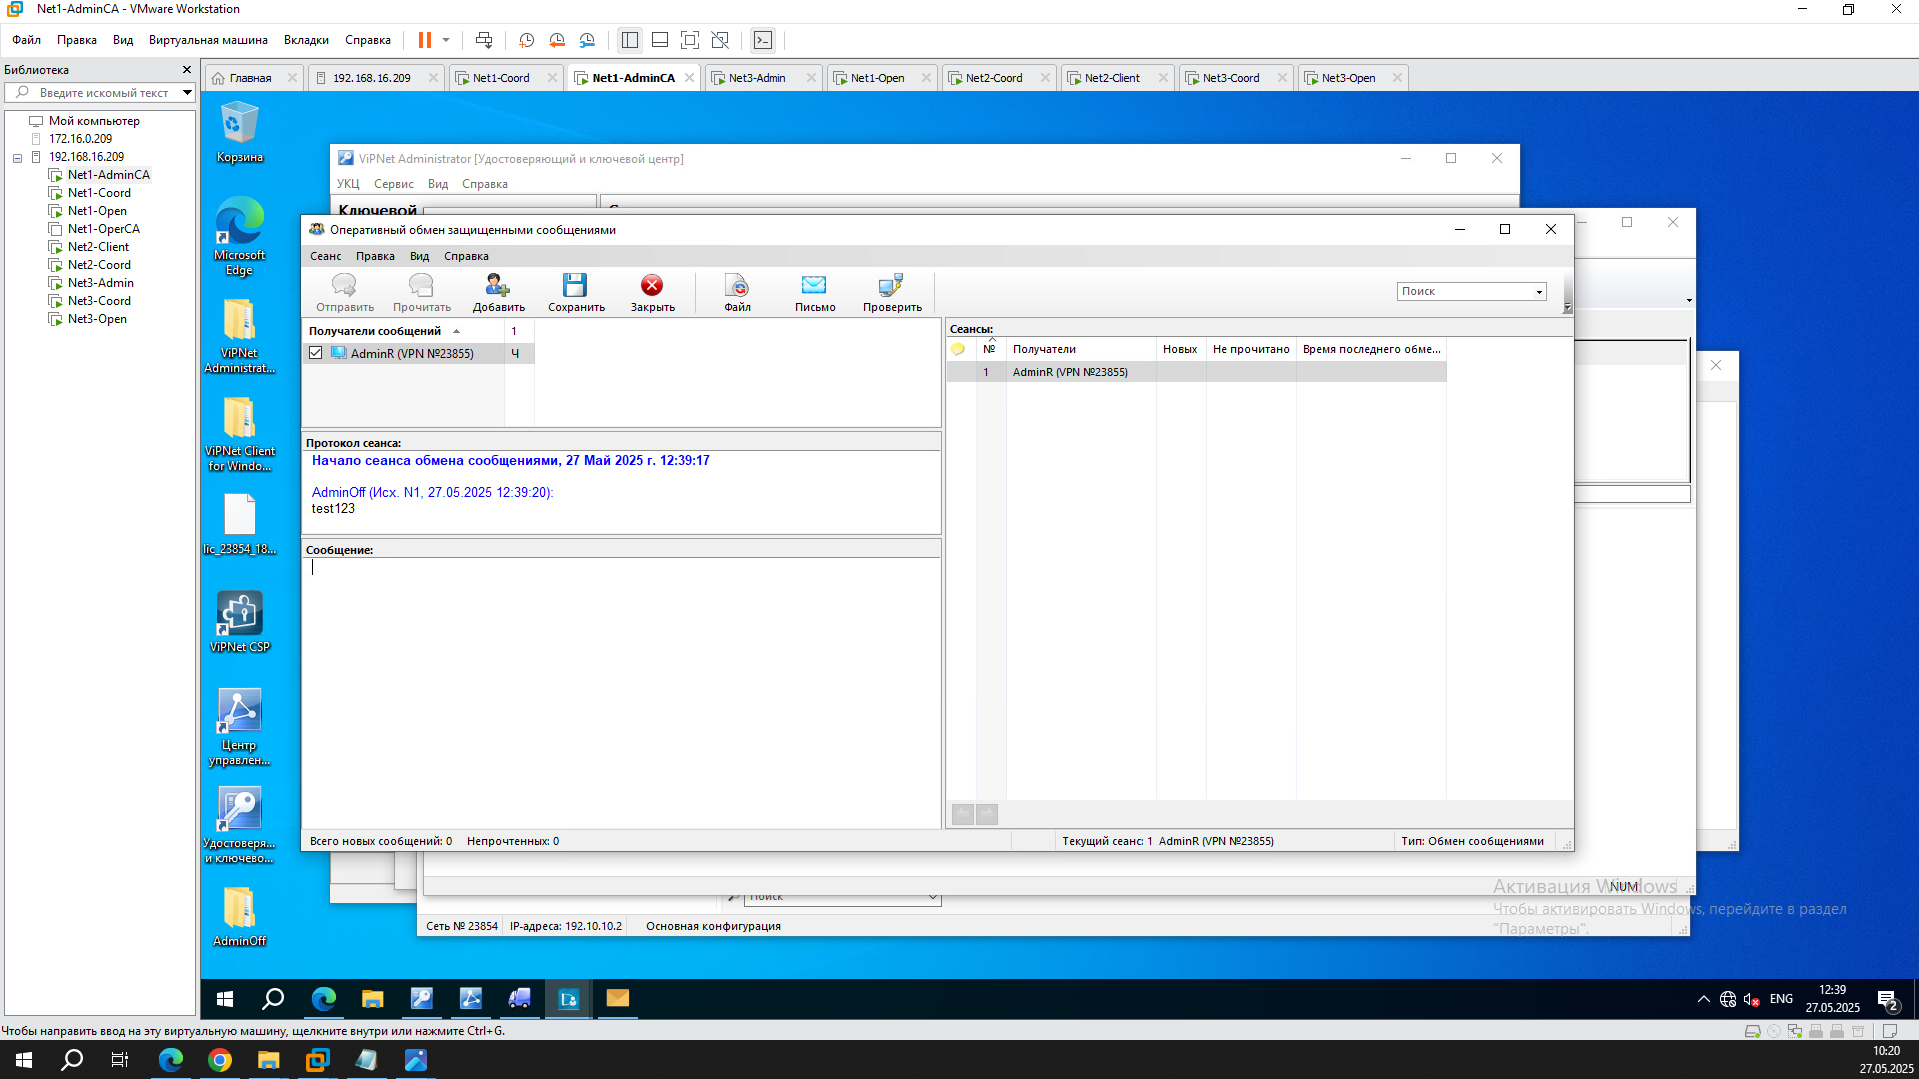 Net1-AdminCA - VMware Workstation
Файл Правка Вид Виртуальная машина Вкладки Справка
Библиотека
Введите искомый текст
Главная 192.168.16.209 Net1-Coord Net1-AdminCA Net3-Admin Net1-Open Net2-Coord Net2-Client Net3-Coord Net3-Open
Мой компьютер
172.16.0.209
192.168.16.209
Net1-AdminCA
Net1-Coord
Net1-Open
Net1-OperCA
Net2-Client
Net2-Coord
Net3-Admin
Net3-Coord
Net3-Open
Корзина
Microsoft
Edge
ViPNet
Administrat...
ViPNet Client
for Windo...
lic_23854_18...
ViPNet CSP
Центр
управлен...
Удостоверя...
и ключево...
AdminOff
ViPNet Administrator [Удостоверяющий и ключевой центр]
УКЦ Сервис Вид Справка
Ключевой
Оперативный обмен защищенными сообщениями
Сеанс Правка Вид Справка
Отправить Прочитать Добавить Сохранить Закрыть Файл Письмо Проверить
Поиск
Получатели сообщений 1
AdminR (VPN №23855) Ч
Протокол сеанса:
Начало сеанса обмена сообщениями, 27 Май 2025 г. 12:39:17
AdminOff (Исх. N1, 27.05.2025 12:39:20):
test123
Сообщение:
Сеансы:
№ Получатели Новых Не прочитано Время последнего обме...
1 AdminR (VPN №23855)
Всего новых сообщений: 0 Непрочтенных: 0
Текущий сеанс: 1 AdminR (VPN №23855)
Тип: Обмен сообщениями
NUM
Поиск
Сеть № 23854 IP-адреса: 192.10.10.2 Основная конфигурация
Активация Windows
Чтобы активировать Windows, перейдите в раздел
"Параметры".
ENG
12:39
27.05.2025
2
Чтобы направить ввод на эту виртуальную машину, щелкните внутри или нажмите Ctrl+G.
10:20
27.05.2025